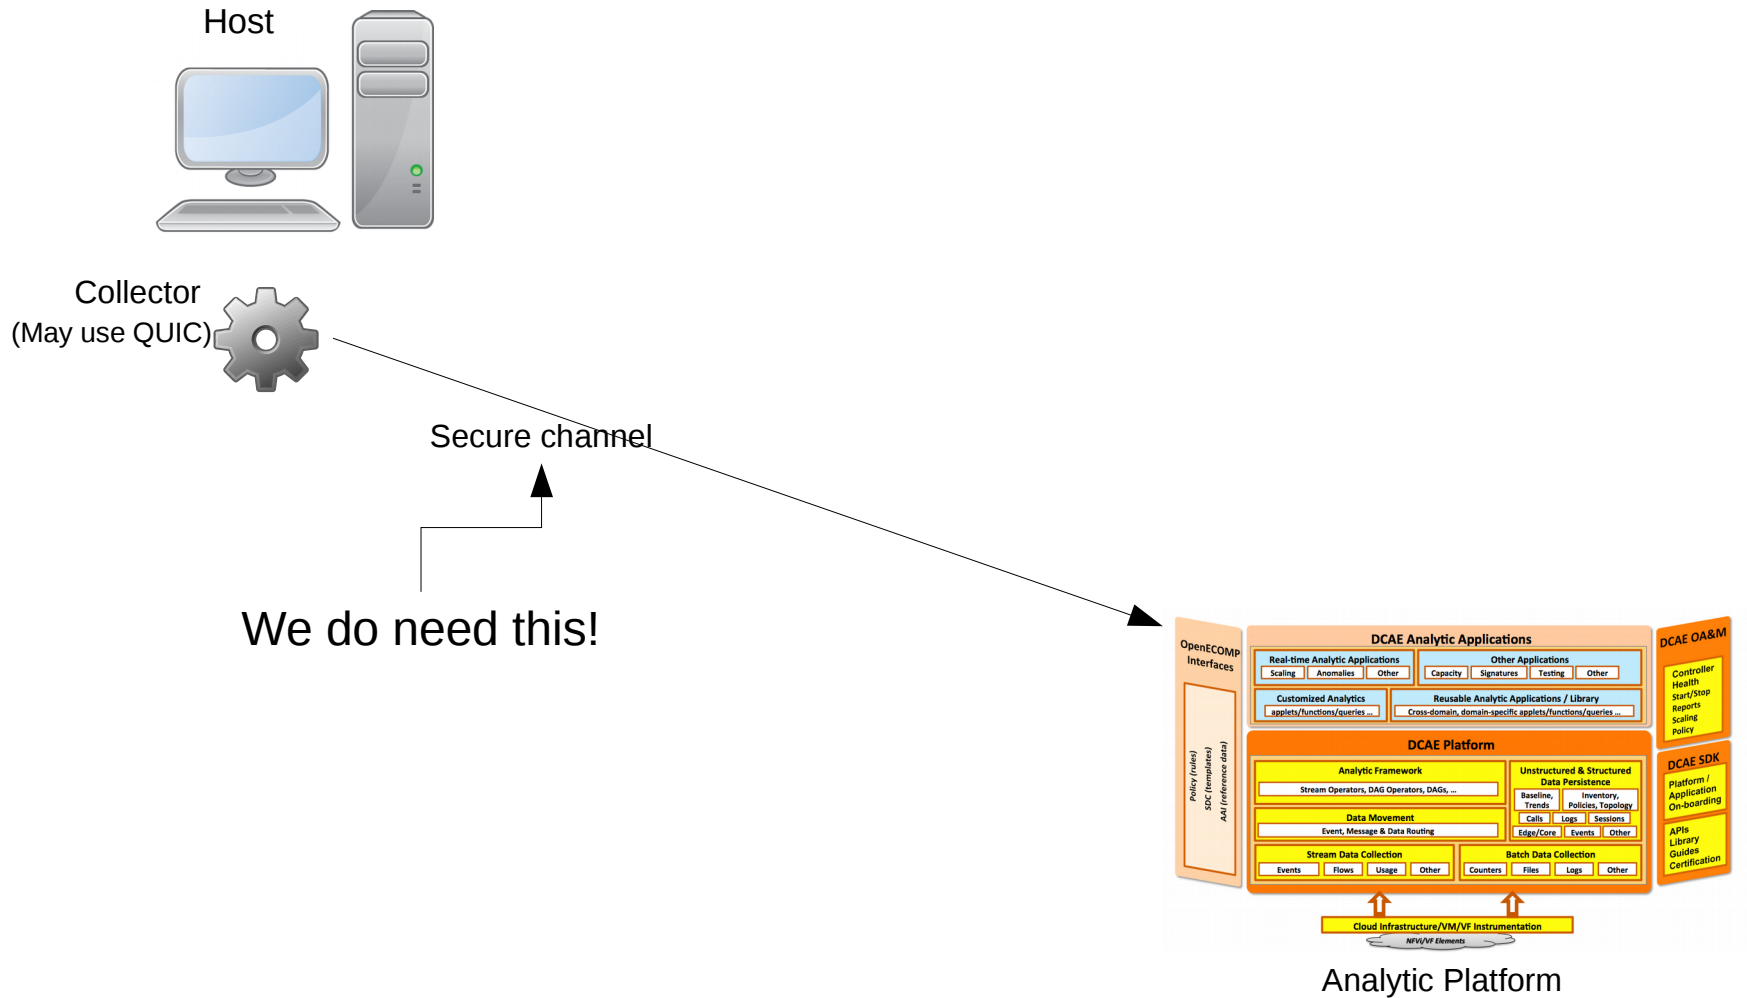 Host
Collector
(May use QUIC)
Secure channel
We do need this!
OpenECOMP
Interfaces
Policy (rules)
SDC (templates)
AAI (reference data)
DCAE Analytic Applications
Real-time Analytic Applications
Scaling Anomalies Other
Other Applications
Capacity Signatures Testing Other
Customized Analytics
applets/functions/queries ...
Reusable Analytic Applications / Library
Cross-domain, domain-specific applets/functions/queries ...
DCAE Platform
Analytic Framework
Stream Operators, DAG Operators, DAGs, ...
Data Movement
Event, Message & Data Routing
Unstructured & Structured
Data Persistence
Baseline,
Trends
Inventory,
Policies, Topology
Calls Logs Sessions
Edge/Core Events Other
Stream Data Collection
Events Flows Usage Other
Batch Data Collection
Counters Files Logs Other
DCAE OA&M
Controller
Health
Start/Stop
Reports
Scaling
Policy
DCAE SDK
Platform /
Application
On-boarding
APIs
Library
Guides
Certification
Cloud Infrastructure/VM/VF Instrumentation
NFVi/VF Elements
Analytic Platform